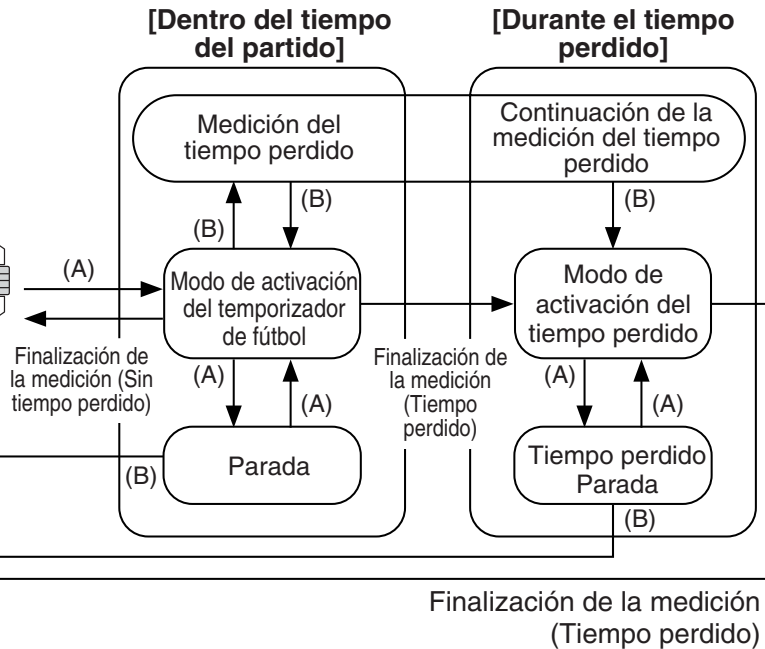 [Dentro del tiempo
del partido]
[Durante el tiempo
perdido]
Medición del
tiempo perdido
Continuación de la
medición del tiempo
perdido
(B)
(B)
(B)
(A)
Modo de activación
del temporizador
de fútbol
Modo de
activación del
tiempo perdido
Finalización de
la medición (Sin
tiempo perdido)
(A)
(A)
Finalización de
la medición
(Tiempo
perdido)
(A)
(A)
(B)
Parada
Tiempo perdido
Parada
(B)
Finalización de la medición
(Tiempo perdido)